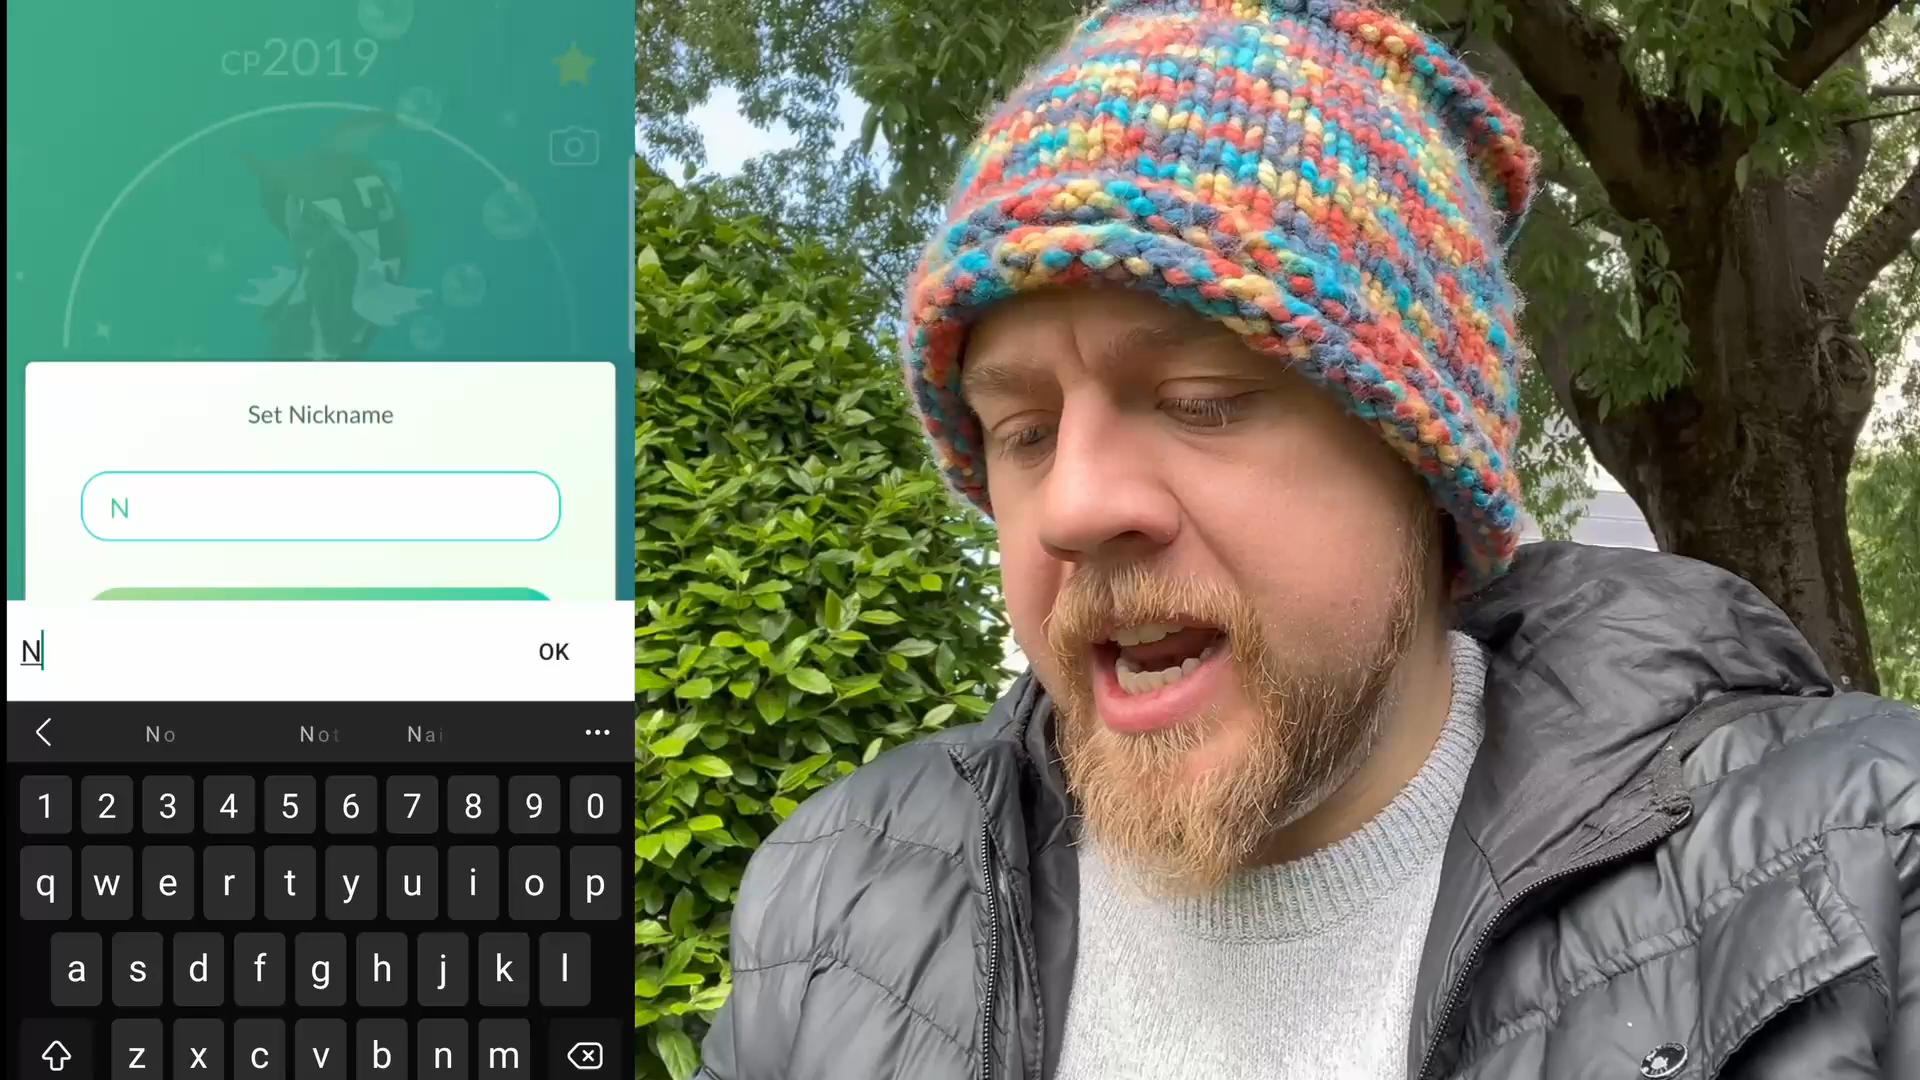 CP2019
Set Nickname
N
N OK
No Not Nai
1 2 3 4 5 6 7 8 9 0
q w e r t y u i o p
a s d f g h j k l
z x c v b n m